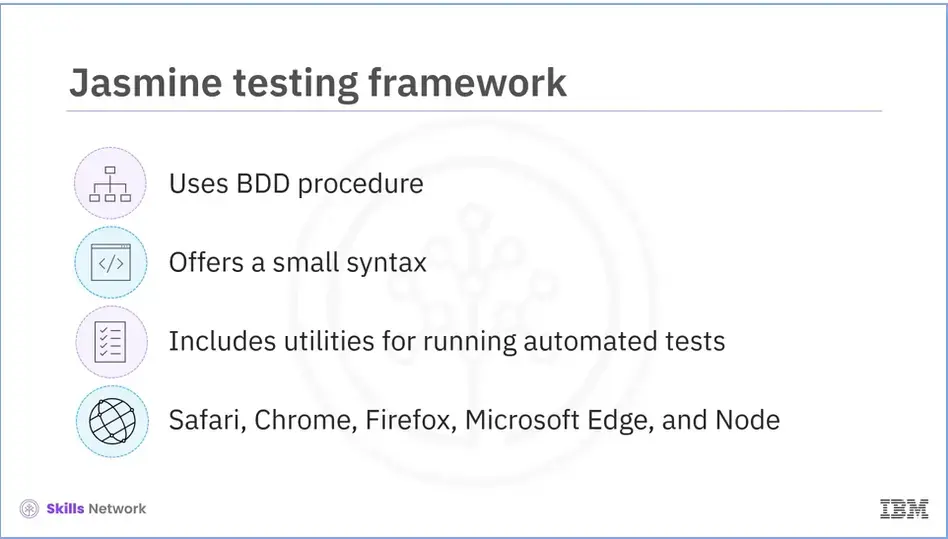 Jasmine testing framework
Uses BDD procedure
Offers a small syntax
Includes utilities for running automated tests
Safari, Chrome, Firefox, Microsoft Edge, and Node
Skills Network
IBM